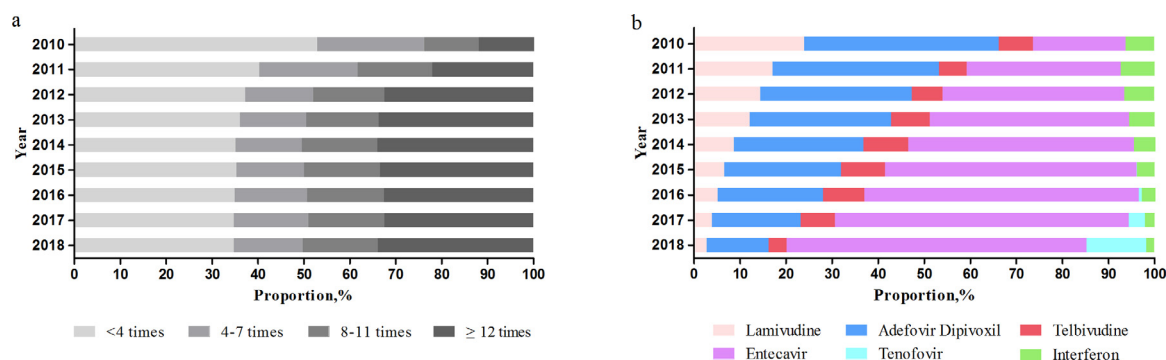 a
2010
2011
2012
2013
2014
2015
2016
2017
2018
Year
0 10 20 30 40 50 60 70 80 90 100
Proportion,%
<4 times 4-7 times 8-11 times ≥ 12 times
b
2010
2011
2012
2013
2014
2015
2016
2017
2018
Year
0 10 20 30 40 50 60 70 80 90 100
Proportion,%
Lamivudine Adefovir Dipivoxil Telbivudine
Entecavir Tenofovir Interferon